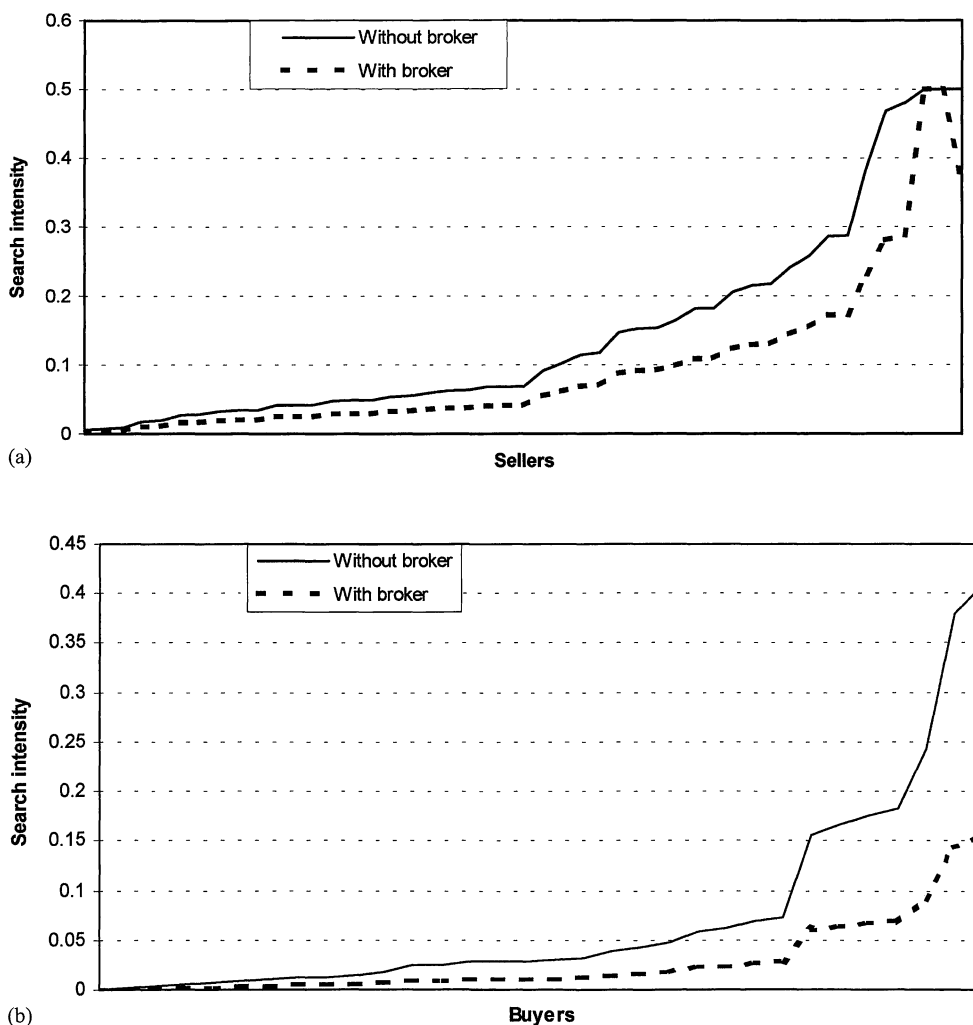 0.6
Without broker
With broker
0.5
0.4
0.3
0.2
0.1
0
Search intensity
(a)
Sellers
0.45
Without broker
With broker
0.4
0.35
0.3
0.25
0.2
0.15
0.1
0.05
0
Search intensity
(b)
Buyers